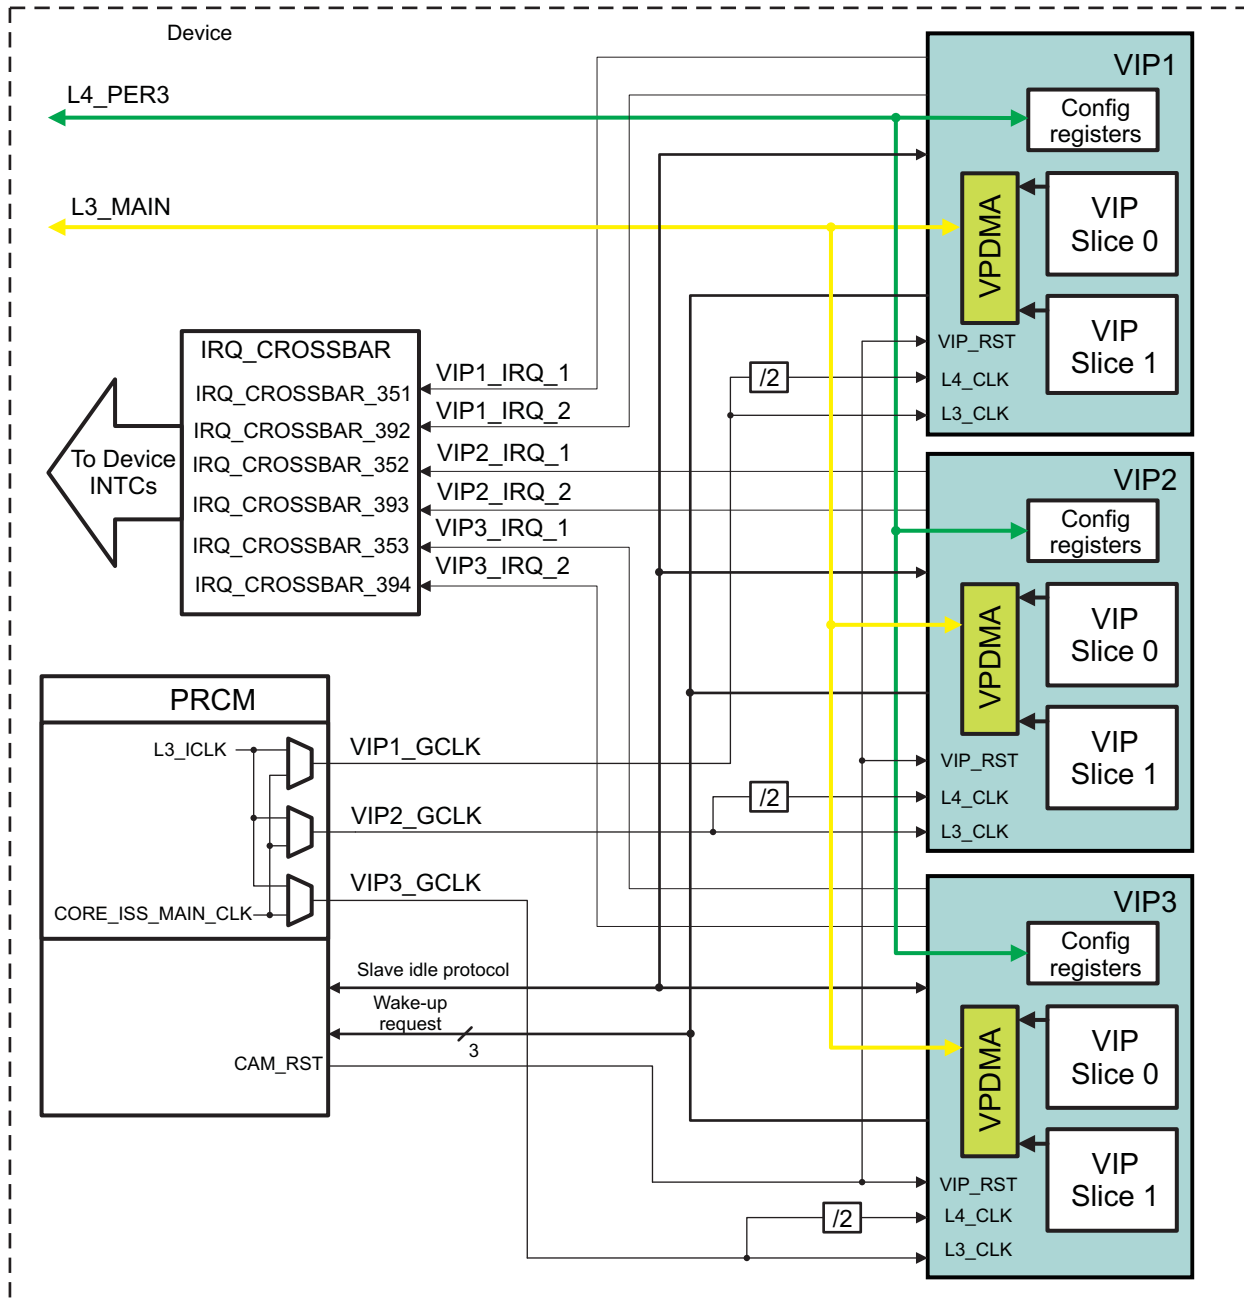 Device
L4_PER3
L3_MAIN
IRQ_CROSSBAR
IRQ_CROSSBAR_351
IRQ_CROSSBAR_392
IRQ_CROSSBAR_352
IRQ_CROSSBAR_393
IRQ_CROSSBAR_353
IRQ_CROSSBAR_394
To Device
INTCs
VIP1_IRQ_1
VIP1_IRQ_2
VIP2_IRQ_1
VIP2_IRQ_2
VIP3_IRQ_1
VIP3_IRQ_2
PRCM
L3_ICLK
CORE_ISS_MAIN_CLK
VIP1_GCLK
VIP2_GCLK
VIP3_GCLK
Slave idle protocol
Wake-up
request
3
CAM_RST
/2
/2
/2
VIP1
Config
registers
VPDMA
VIP
Slice 0
VIP
Slice 1
VIP_RST
L4_CLK
L3_CLK
VIP2
Config
registers
VPDMA
VIP
Slice 0
VIP
Slice 1
VIP_RST
L4_CLK
L3_CLK
VIP3
Config
registers
VPDMA
VIP
Slice 0
VIP
Slice 1
VIP_RST
L4_CLK
L3_CLK